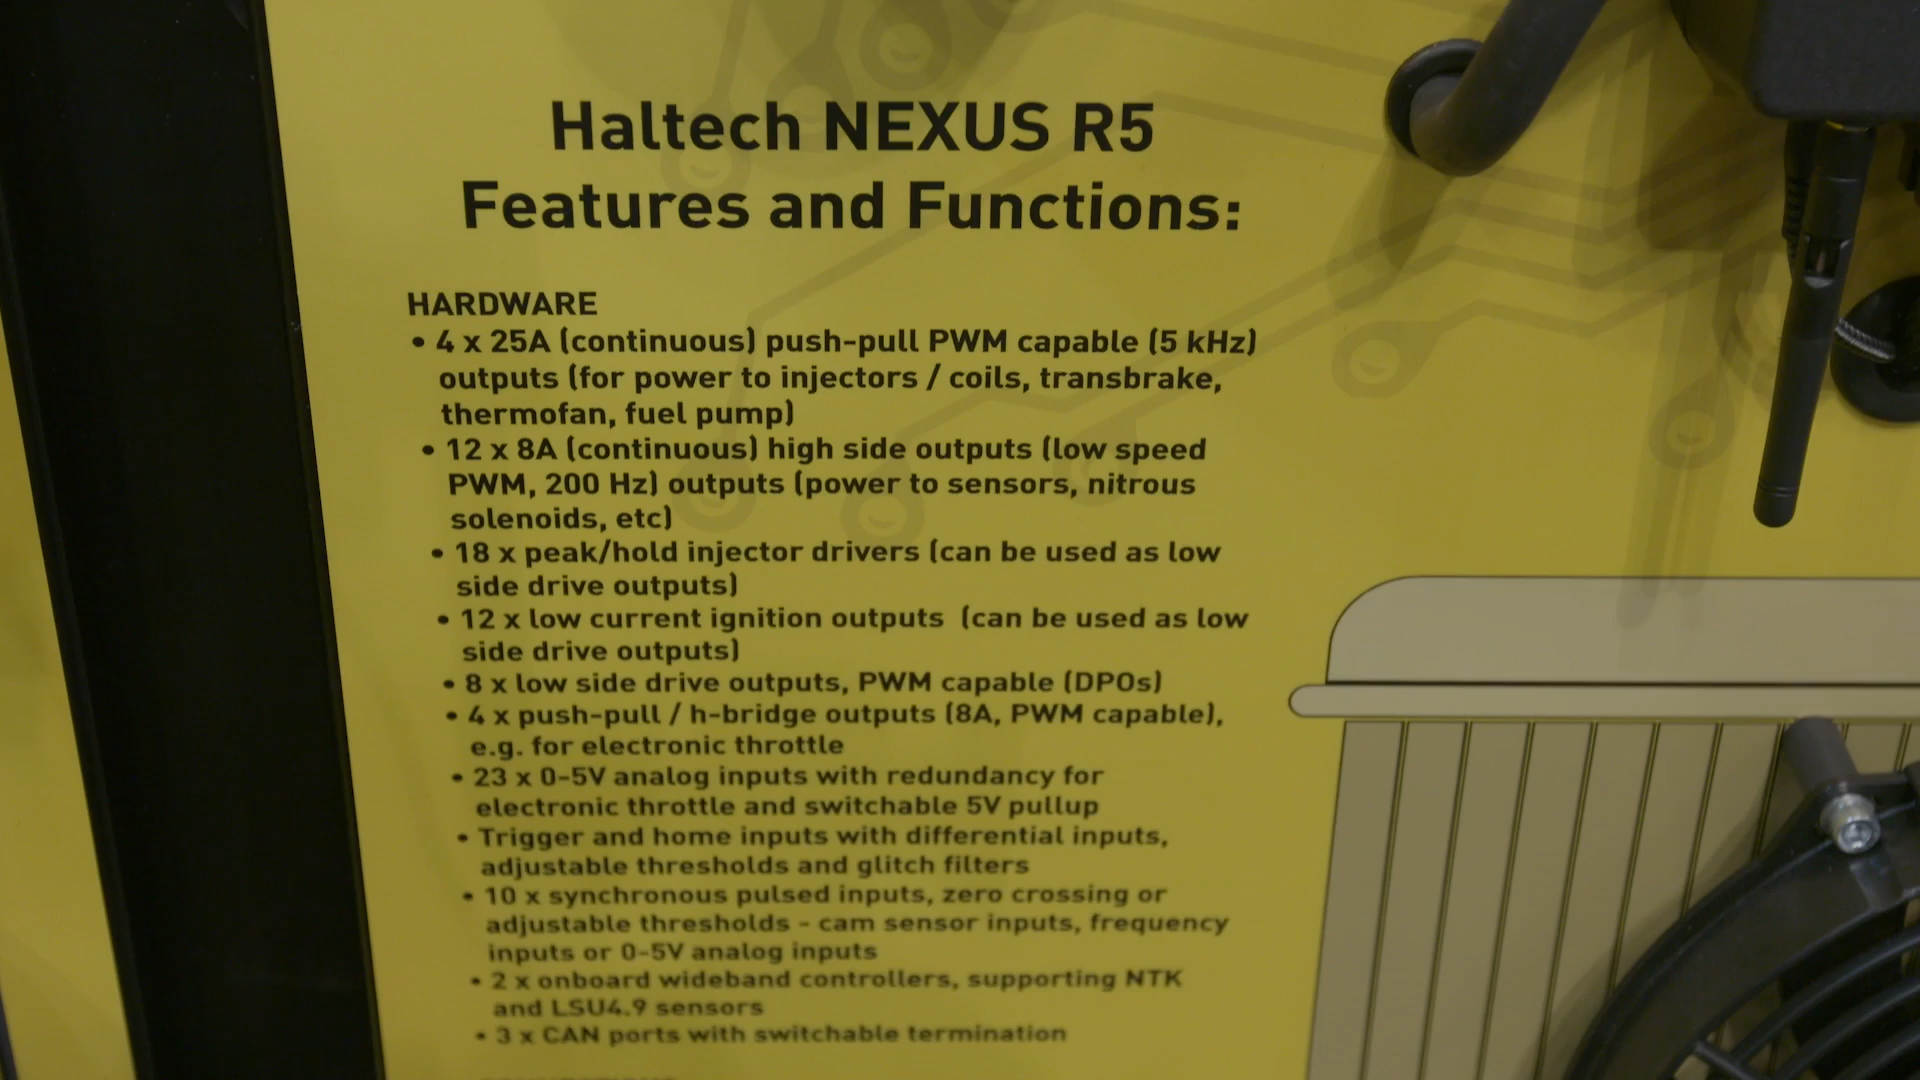 Haltech NEXUS R5
Features and Functions:
HARDWARE
• 4 x 25A (continuous) push-pull PWM capable (5 kHz)
outputs (for power to injectors / coils, transbrake,
thermofan, fuel pump)
• 12 x 8A (continuous) high side outputs (low speed
PWM, 200 Hz) outputs (power to sensors, nitrous
solenoids, etc)
• 18 x peak/hold injector drivers (can be used as low
side drive outputs)
• 12 x low current ignition outputs (can be used as low
side drive outputs)
• 8 x low side drive outputs, PWM capable (DPOs)
• 4 x push-pull / h-bridge outputs (8A, PWM capable),
e.g. for electronic throttle
• 23 x 0-5V analog inputs with redundancy for
electronic throttle and switchable 5V pullup
• Trigger and home inputs with differential inputs,
adjustable thresholds and glitch filters
• 10 x synchronous pulsed inputs, zero crossing or
adjustable thresholds - cam sensor inputs, frequency
inputs or 0-5V analog inputs
• 2 x onboard wideband controllers, supporting NTK
and LSU4.9 sensors
• 3 x CAN ports with switchable termination